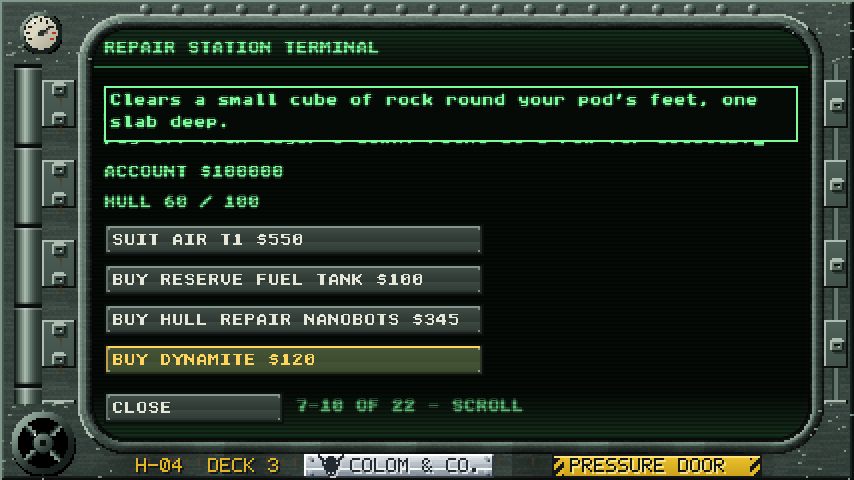 REPAIR STATION TERMINAL
Clears a small cube of rock round your pod's feet, one
slab deep.
ACCOUNT $100000
HULL 60 / 100
SUIT AIR T1 $550
BUY RESERVE FUEL TANK $100
BUY HULL REPAIR NANOBOTS $345
BUY DYNAMITE $120
CLOSE
7-10 OF 22 - SCROLL
H-04 DECK 3
COLOM & CO.
PRESSURE DOOR